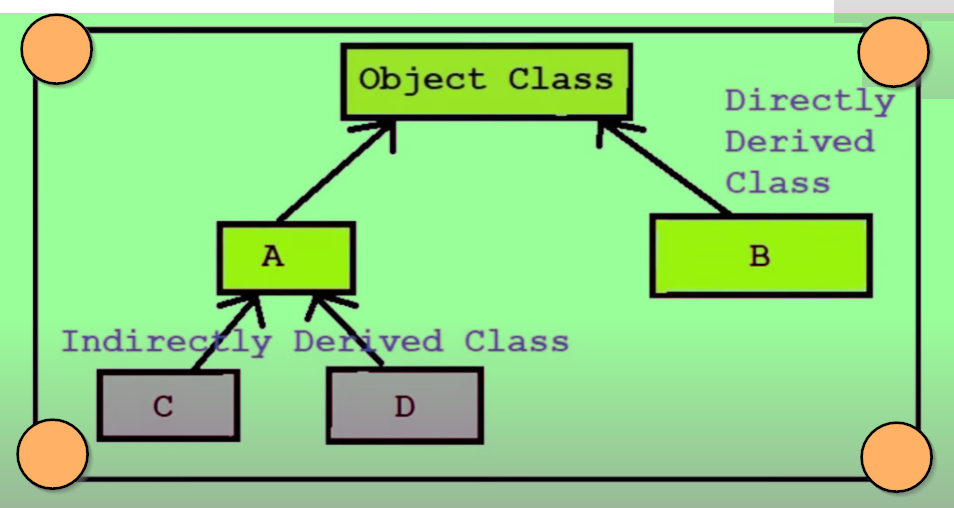 Object Class
Directly
Derived
Class
A
B
Indirectly Derived Class
C
D